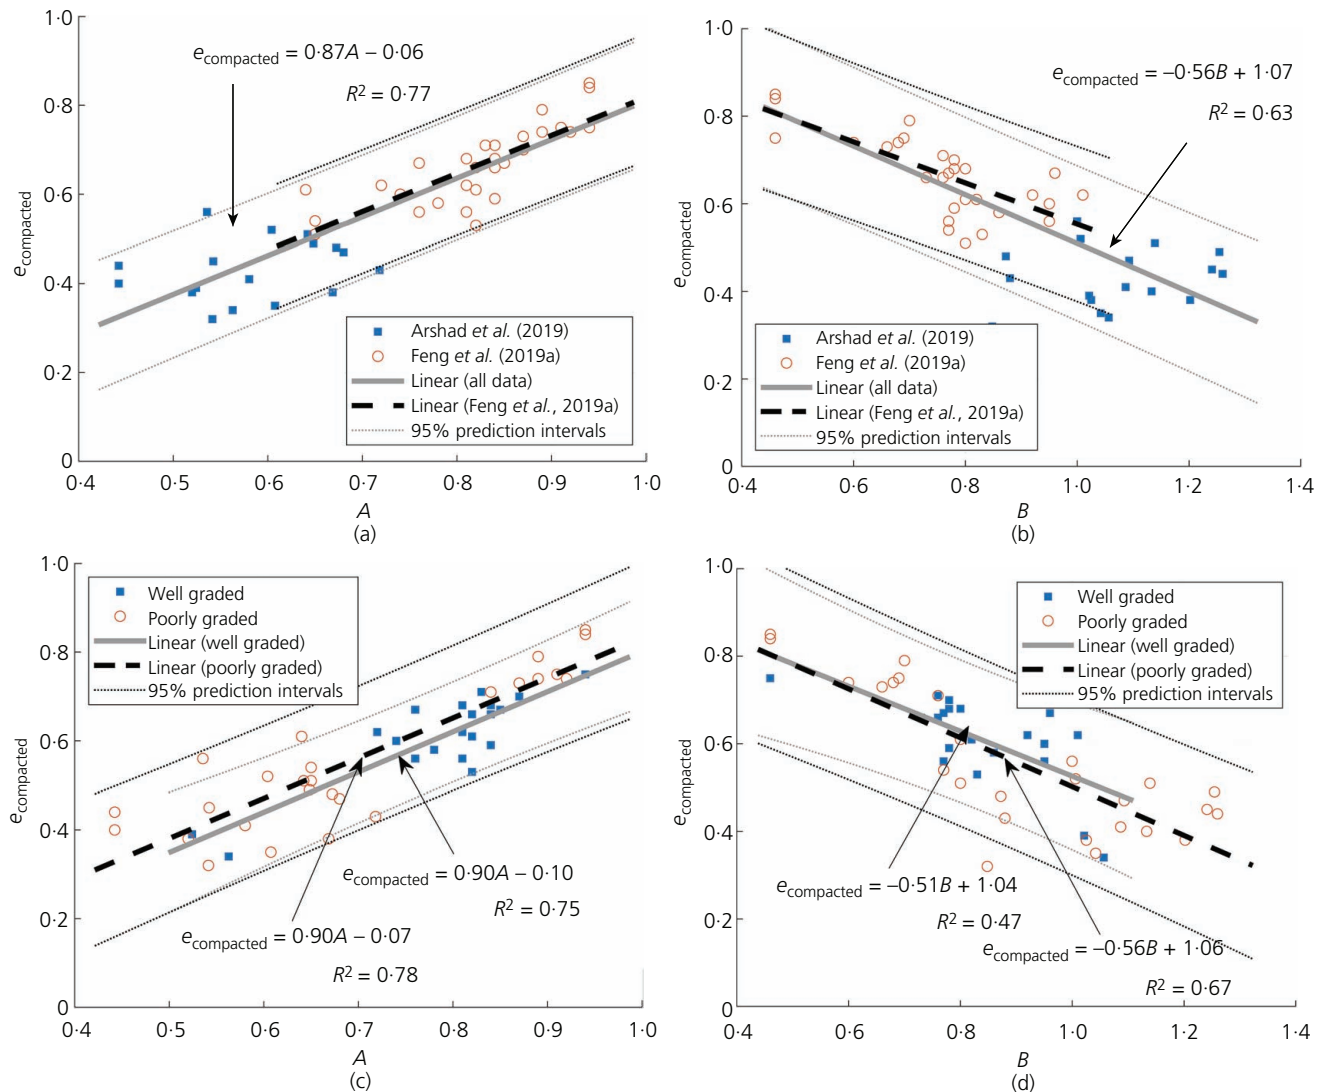 1·0
0·8
0·6
0·4
0·2
0
e compacted
e compacted = 0·87A – 0·06
R2 = 0·77
Arshad et al. (2019)
Feng et al. (2019a)
Linear (all data)
Linear (Feng et al., 2019a)
95% prediction intervals
0·4 0·5 0·6 0·7 0·8 0·9 1·0
A
(a)
1·0
0·8
0·6
0·4
0·2
0
e compacted
e compacted = –0·56B + 1·07
R2 = 0·63
Arshad et al. (2019)
Feng et al. (2019a)
Linear (all data)
Linear (Feng et al., 2019a)
95% prediction intervals
0·4 0·6 0·8 1·0 1·2 1·4
B
(b)
1·0
0·8
0·6
0·4
0·2
0
e compacted
Well graded
Poorly graded
Linear (well graded)
Linear (poorly graded)
95% prediction intervals
e compacted = 0·90A – 0·10
R2 = 0·75
e compacted = 0·90A – 0·07
R2 = 0·78
0·4 0·5 0·6 0·7 0·8 0·9 1·0
A
(c)
1·0
0·8
0·6
0·4
0·2
0
e compacted
Well graded
Poorly graded
Linear (well graded)
Linear (poorly graded)
95% prediction intervals
e compacted = –0·51B + 1·04
R2 = 0·47
e compacted = –0·56B + 1·06
R2 = 0·67
0·4 0·6 0·8 1·0 1·2 1·4
B
(d)